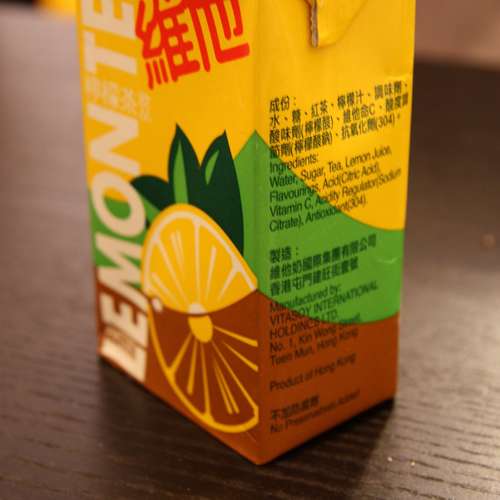 LEMON TE
維他
檸檬茶
成份：
水、糖、紅茶、檸檬汁、調味劑、
酸味劑(檸檬酸)、維他命C、酸度調
節劑(檸檬酸鈉)、抗氧化劑(304)。
Ingredients:
Water, Sugar, Tea, Lemon Juice,
Flavourings, Acid(Citric Acid),
Vitamin C, Acidity Regulator(Sodium
Citrate), Antioxidant(304).
製造：
維他奶國際集團有限公司
香港屯門建旺街壹號
Manufactured by:
VITASOY INTERNATIONAL
HOLDINGS LTD.
No. 1, Kin Wong Street,
Tuen Mun, Hong Kong.
Product of Hong Kong
不加防腐劑
No Preservatives Added